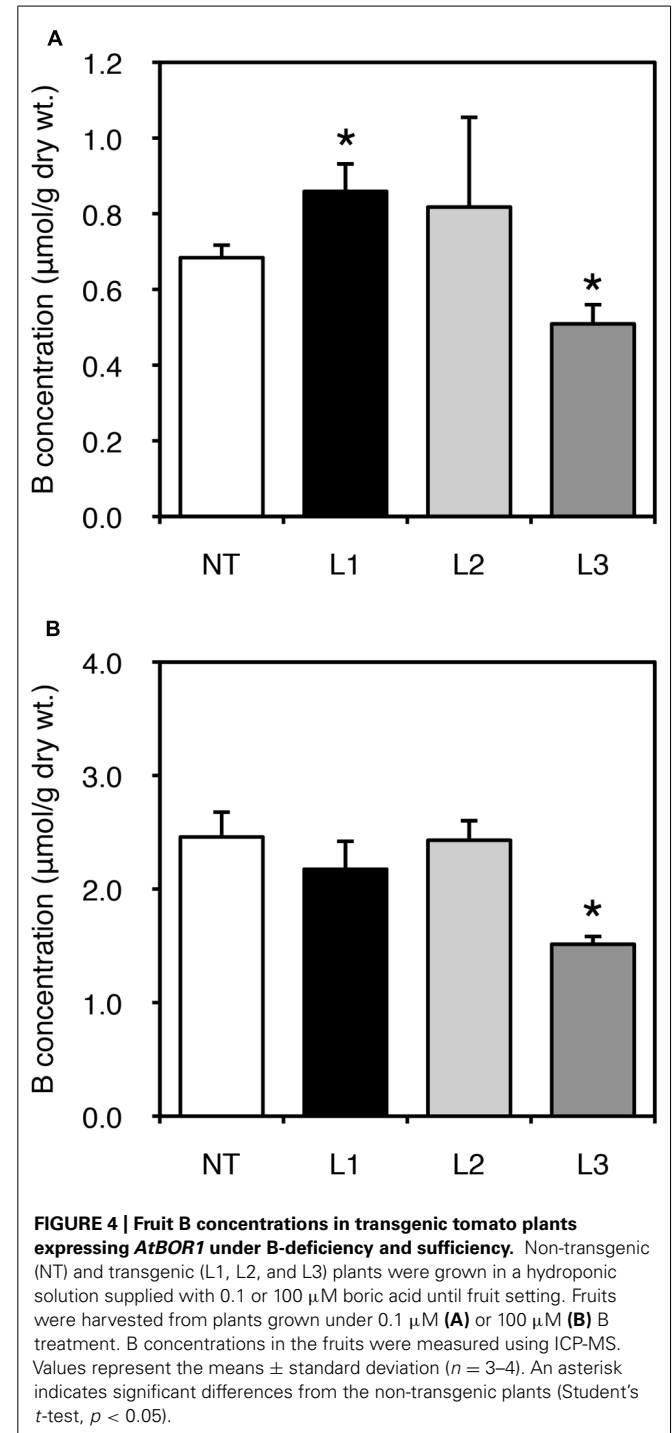 A
B concentration (µmol/g dry wt.)
1.2
1.0
0.8
0.6
0.4
0.2
0.0
*
*
NT L1 L2 L3
B
B concentration (µmol/g dry wt.)
4.0
3.0
2.0
1.0
0.0
*
NT L1 L2 L3
FIGURE 4 | Fruit B concentrations in transgenic tomato plants
expressing AtBOR1 under B-deficiency and sufficiency. Non-transgenic
(NT) and transgenic (L1, L2, and L3) plants were grown in a hydroponic
solution supplied with 0.1 or 100 µM boric acid until fruit setting. Fruits
were harvested from plants grown under 0.1 µM (A) or 100 µM (B) B
treatment. B concentrations in the fruits were measured using ICP-MS.
Values represent the means ± standard deviation (n = 3–4). An asterisk
indicates significant differences from the non-transgenic plants (Student's
t-test, p < 0.05).